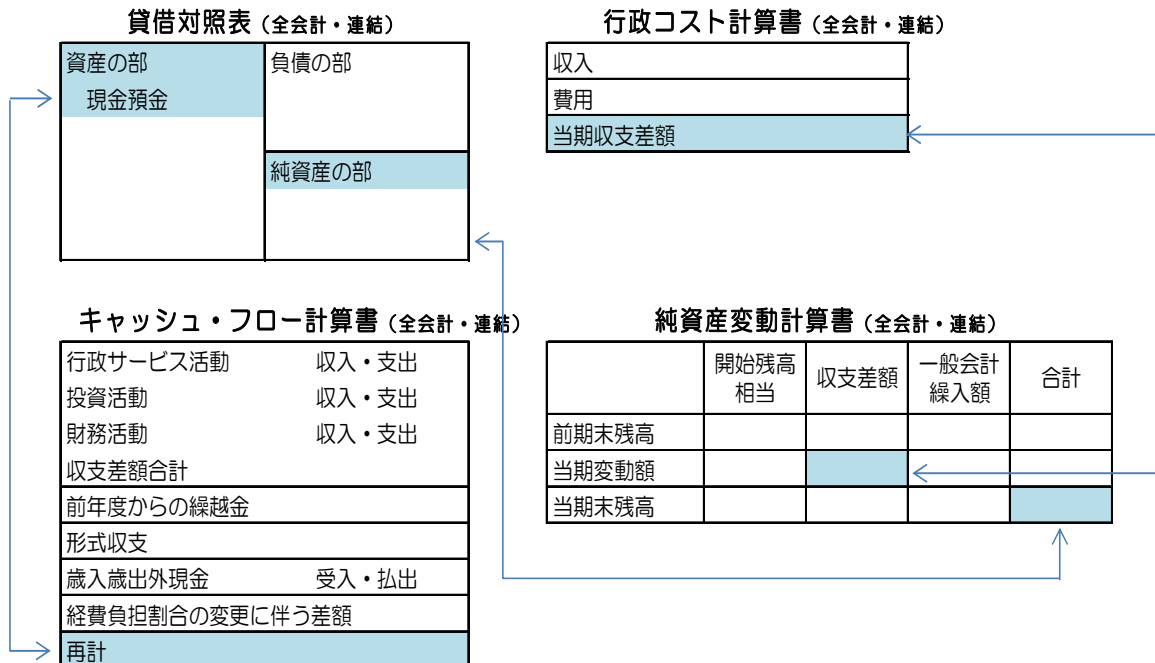 貸借対照表（全会計・連結）
資産の部
現金預金
負債の部
純資産の部
行政コスト計算書（全会計・連結）
収入
費用
当期収支差額
キャッシュ・フロー計算書（全会計・連結）
行政サービス活動 収入・支出
投資活動 収入・支出
財務活動 収入・支出
収支差額合計
前年度からの繰越金
形式収支
歳入歳出外現金 受入・払出
経費負担割合の変更に伴う差額
再計
純資産変動計算書（全会計・連結）
開始残高
相当
収支差額
一般会計
繰入額
合計
前期末残高
当期変動額
当期末残高